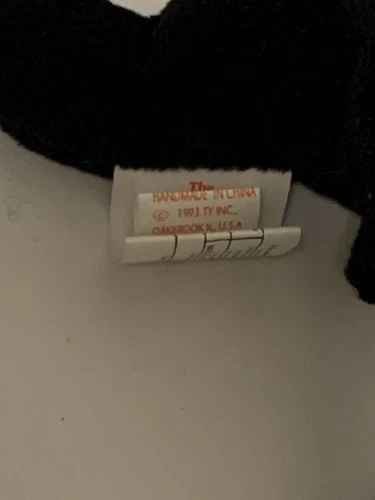 The
HANDMADE IN CHINA
© 1993 TY INC.,
OAKBROOK IL, U.S.A